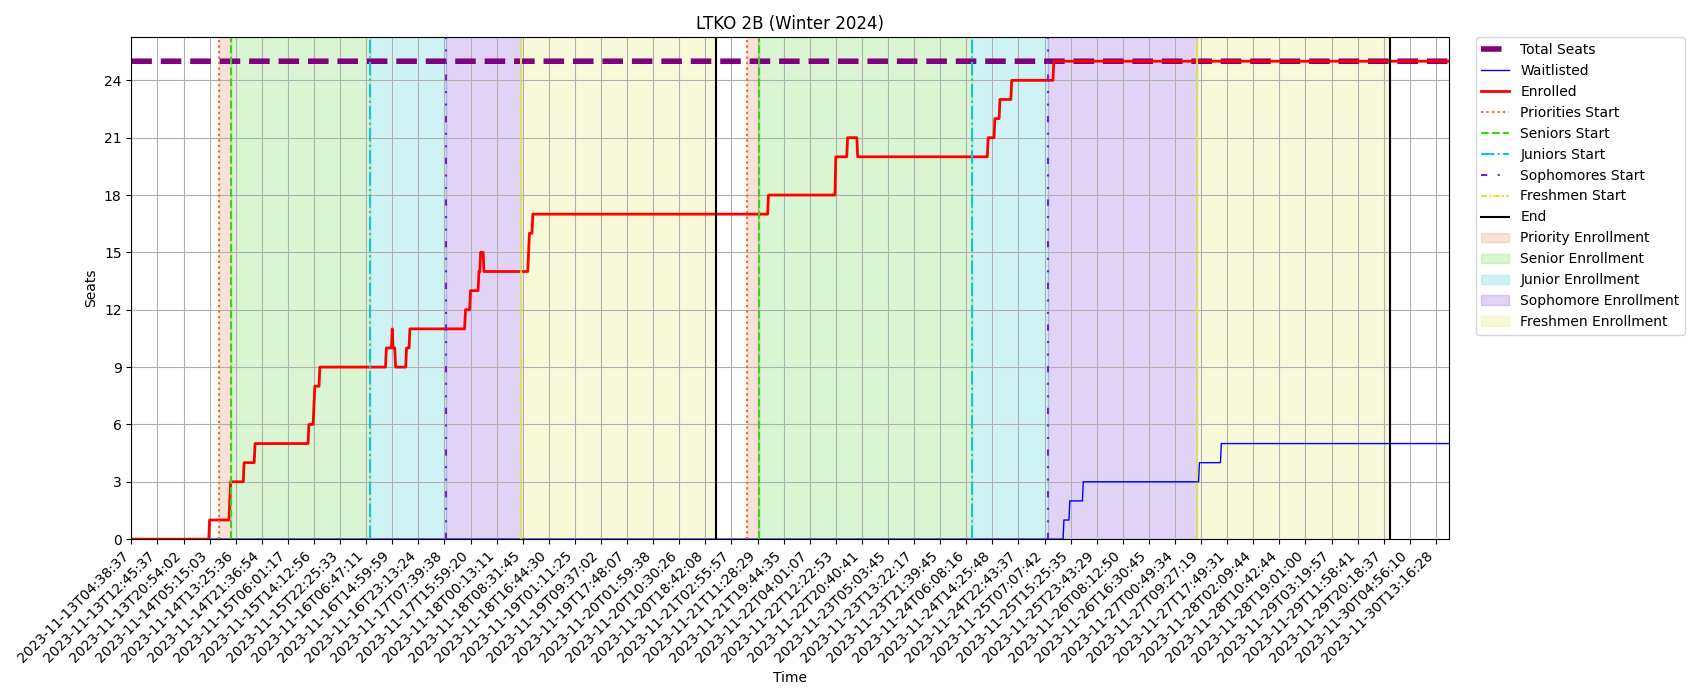 LTKO 2B (Winter 2024)
Seats
24
21
18
15
12
9
6
3
0
2023-11-13T04:38:37
2023-11-13T12:45:37
2023-11-13T20:54:02
2023-11-14T05:15:03
2023-11-14T13:25:36
2023-11-14T21:36:54
2023-11-15T06:01:17
2023-11-15T14:12:56
2023-11-15T22:25:33
2023-11-16T06:47:11
2023-11-16T14:59:59
2023-11-16T23:13:24
2023-11-17T07:39:38
2023-11-17T15:59:20
2023-11-18T00:13:11
2023-11-18T08:31:45
2023-11-18T16:44:30
2023-11-19T01:11:25
2023-11-19T09:37:02
2023-11-19T17:48:07
2023-11-20T01:59:38
2023-11-20T10:30:26
2023-11-20T18:42:08
2023-11-21T02:55:57
2023-11-21T11:28:29
2023-11-21T19:44:35
2023-11-22T04:01:07
2023-11-22T12:22:53
2023-11-22T20:40:41
2023-11-23T05:03:45
2023-11-23T13:22:17
2023-11-23T21:39:45
2023-11-24T06:08:16
2023-11-24T14:25:48
2023-11-24T22:43:37
2023-11-25T07:07:42
2023-11-25T15:25:35
2023-11-25T23:43:29
2023-11-26T08:12:50
2023-11-26T16:30:45
2023-11-27T00:49:34
2023-11-27T09:27:19
2023-11-27T17:49:31
2023-11-28T02:09:44
2023-11-28T10:42:44
2023-11-28T19:01:00
2023-11-29T03:19:57
2023-11-29T11:58:41
2023-11-29T20:18:37
2023-11-30T04:56:10
2023-11-30T13:16:28
Time
Total Seats
Waitlisted
Enrolled
Priorities Start
Seniors Start
Juniors Start
Sophomores Start
Freshmen Start
End
Priority Enrollment
Senior Enrollment
Junior Enrollment
Sophomore Enrollment
Freshmen Enrollment